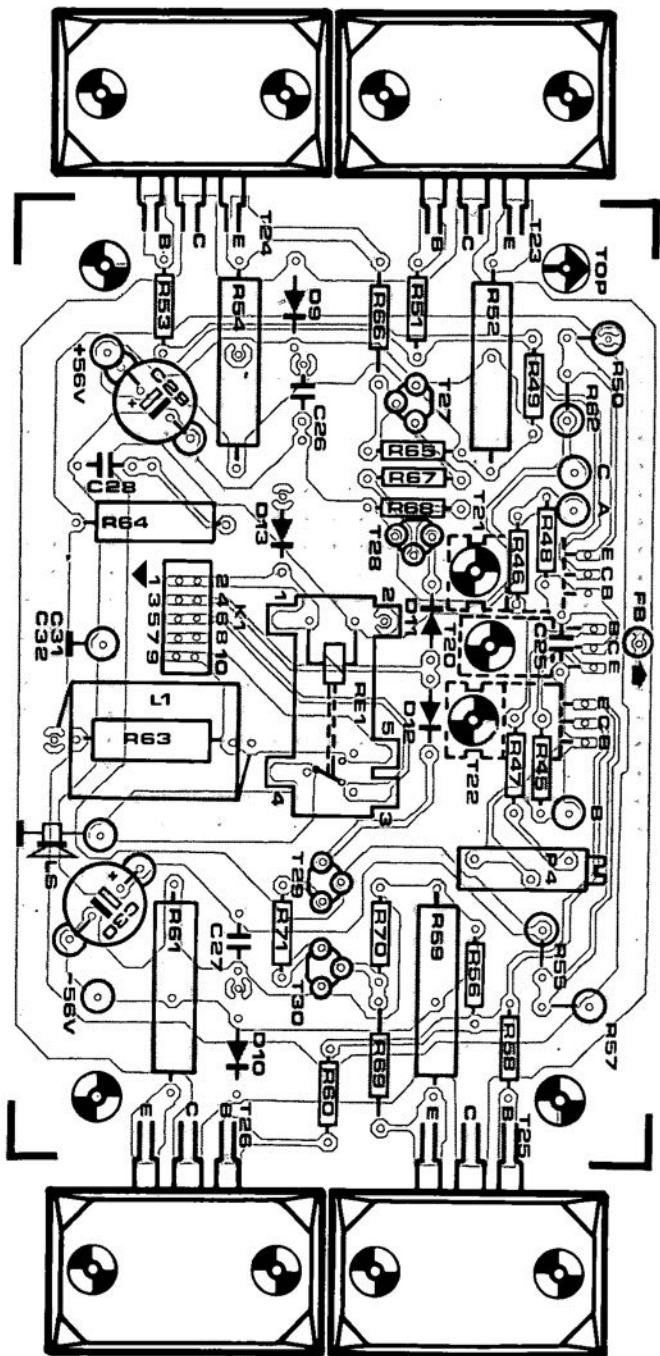 B C E T24
B C E T23
TOP
R53
R54
D9
R66
R51
R52
R50
+56V
C29
+
C26
T27
R49
R62
R65
R67
R68
C A
C28
R64
D13
T28
T21
R46
R48
E C B
1 3 5 7 9
2 4 6 8 10
K1
1
2
D11
T20
C25
B C E
FB
C31
C32
RE1
D12
T22
L1
R63
5
4
3
R47
R45
E C B
B
LS
T29
P4
+
C30
R61
C27
R71
R70
R59
R56
R55
-56V
T30
D10
R60
R69
R58
R57
E C B T26
E C B T25